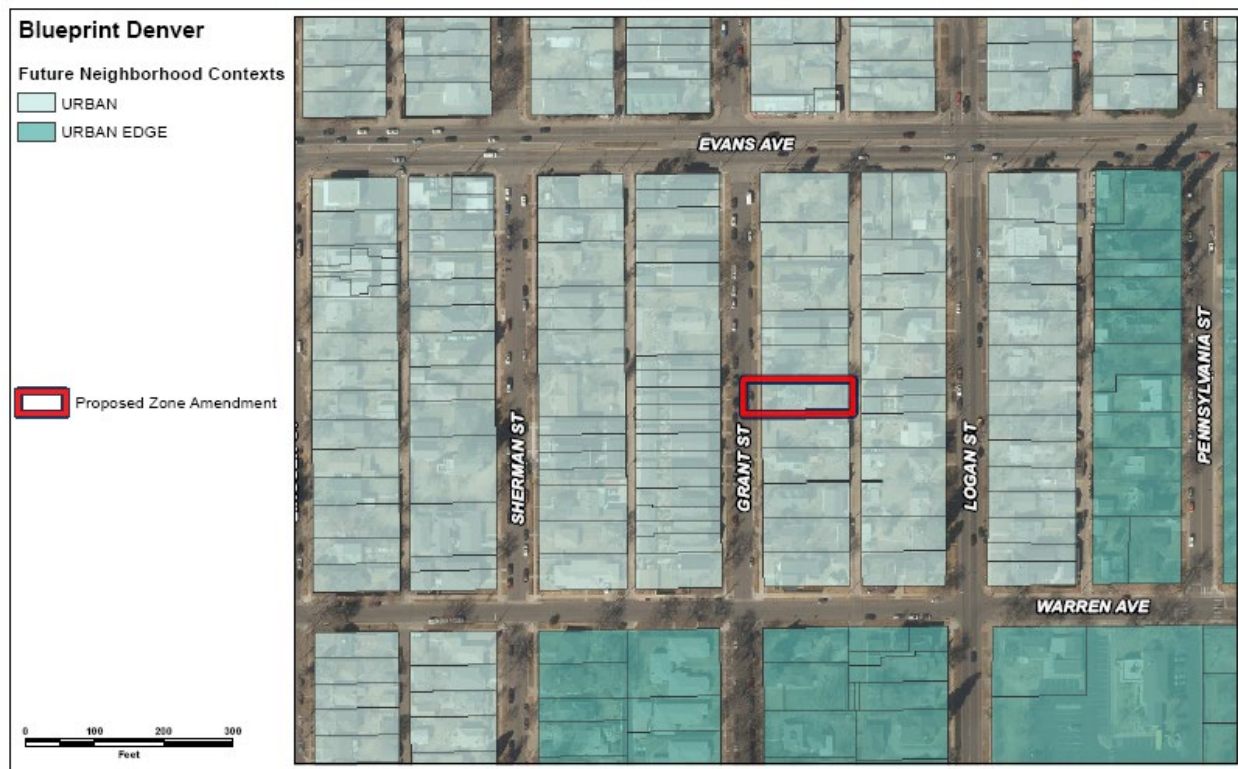 Blueprint Denver
Future Neighborhood Contexts
URBAN
URBAN EDGE
Proposed Zone Amendment
0 100 200 300
Feet
EVANS AVE
SHERMAN ST
GRANT ST
LOGAN ST
PENNSYLVANIA ST
WARREN AVE